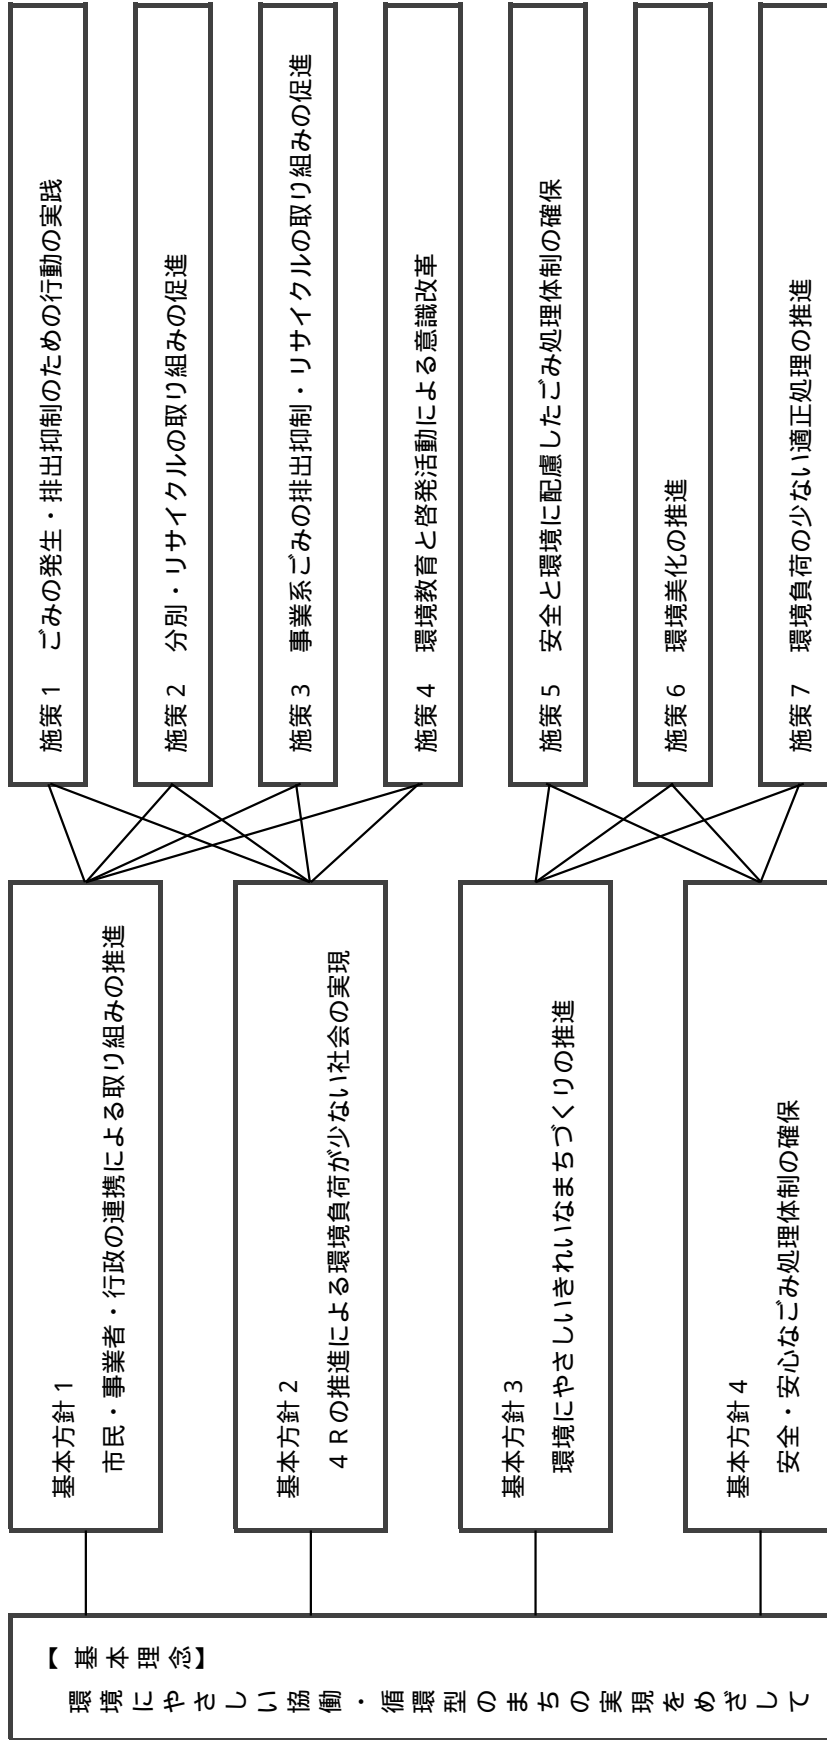 【 基本理念】
環境にやさしい協働・循環型のまちの実現をめざして
基本方針１
市民・事業者・行政の連携による取り組みの推進
基本方針２
４Ｒの推進による環境負荷が少ない社会の実現
基本方針３
環境にやさしいきれいなまちづくりの推進
基本方針４
安全・安心なごみ処理体制の確保
施策１　ごみの発生・排出抑制のための行動の実践
施策２　分別・リサイクルの取り組みの促進
施策３　事業系ごみの排出抑制・リサイクルの取り組みの促進
施策４　環境教育と啓発活動による意識改革
施策５　安全と環境に配慮したごみ処理体制の確保
施策６　環境美化の推進
施策７　環境負荷の少ない適正処理の推進